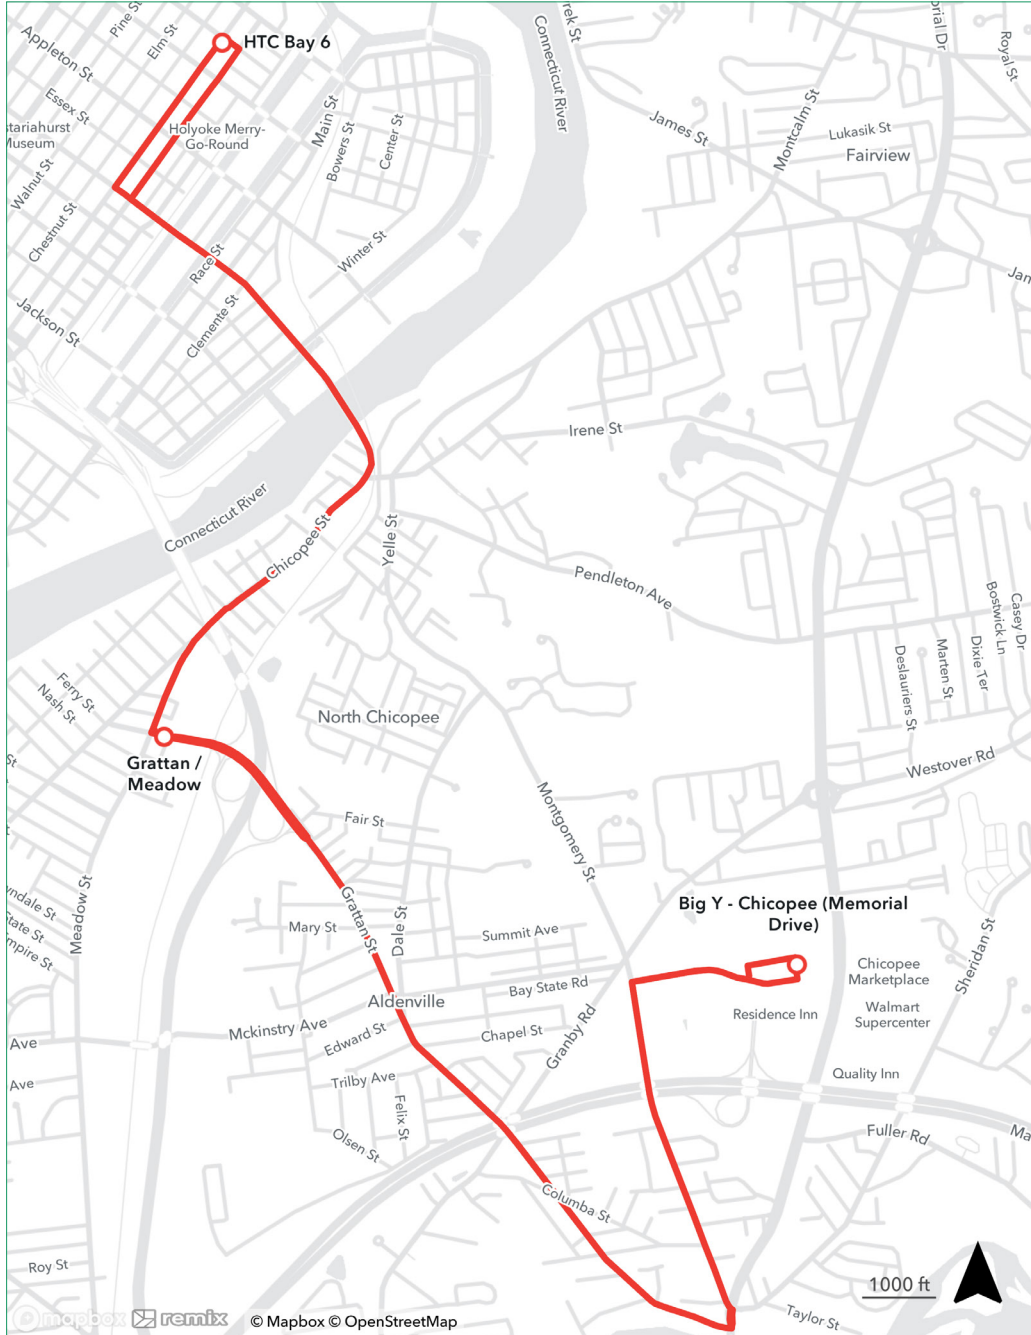 Pine St
Elm St
Appleton St
HTC Bay 6
Essex St
Holyoke Merry-
Go-Round
Main St
Bowers St
Center St
Connecticut River
James St
Montcalm St
Lukasik St
Fairview
Royal St
Walnut St
Chestnut St
Race St
Winter St
Jackson St
Clemente St
Irene St
Connecticut River
Chicopee St
Yelle St
Pendleton Ave
Casey Dr
Bostwick Ln
Dixie Ter
Marten St
Deslauriers St
Ferry St
Nash St
North Chicopee
Grattan /
Meadow
Westover Rd
Fair St
Montgomery St
Meadow St
Mary St
Grattan St
Dale St
Summit Ave
Big Y - Chicopee (Memorial
Drive)
Sheridan St
State St
Bay State Rd
Aldenville
Chicopee
Marketplace
Walmart
Supercenter
Residence Inn
Mckinstry Ave
Edward St
Chapel St
Granby Rd
Ave
Ave
Trilby Ave
Felix St
Olsen St
Quality Inn
Fuller Rd
Columba St
Roy St
1000 ft
Taylor St
mapbox remix © Mapbox © OpenStreetMap